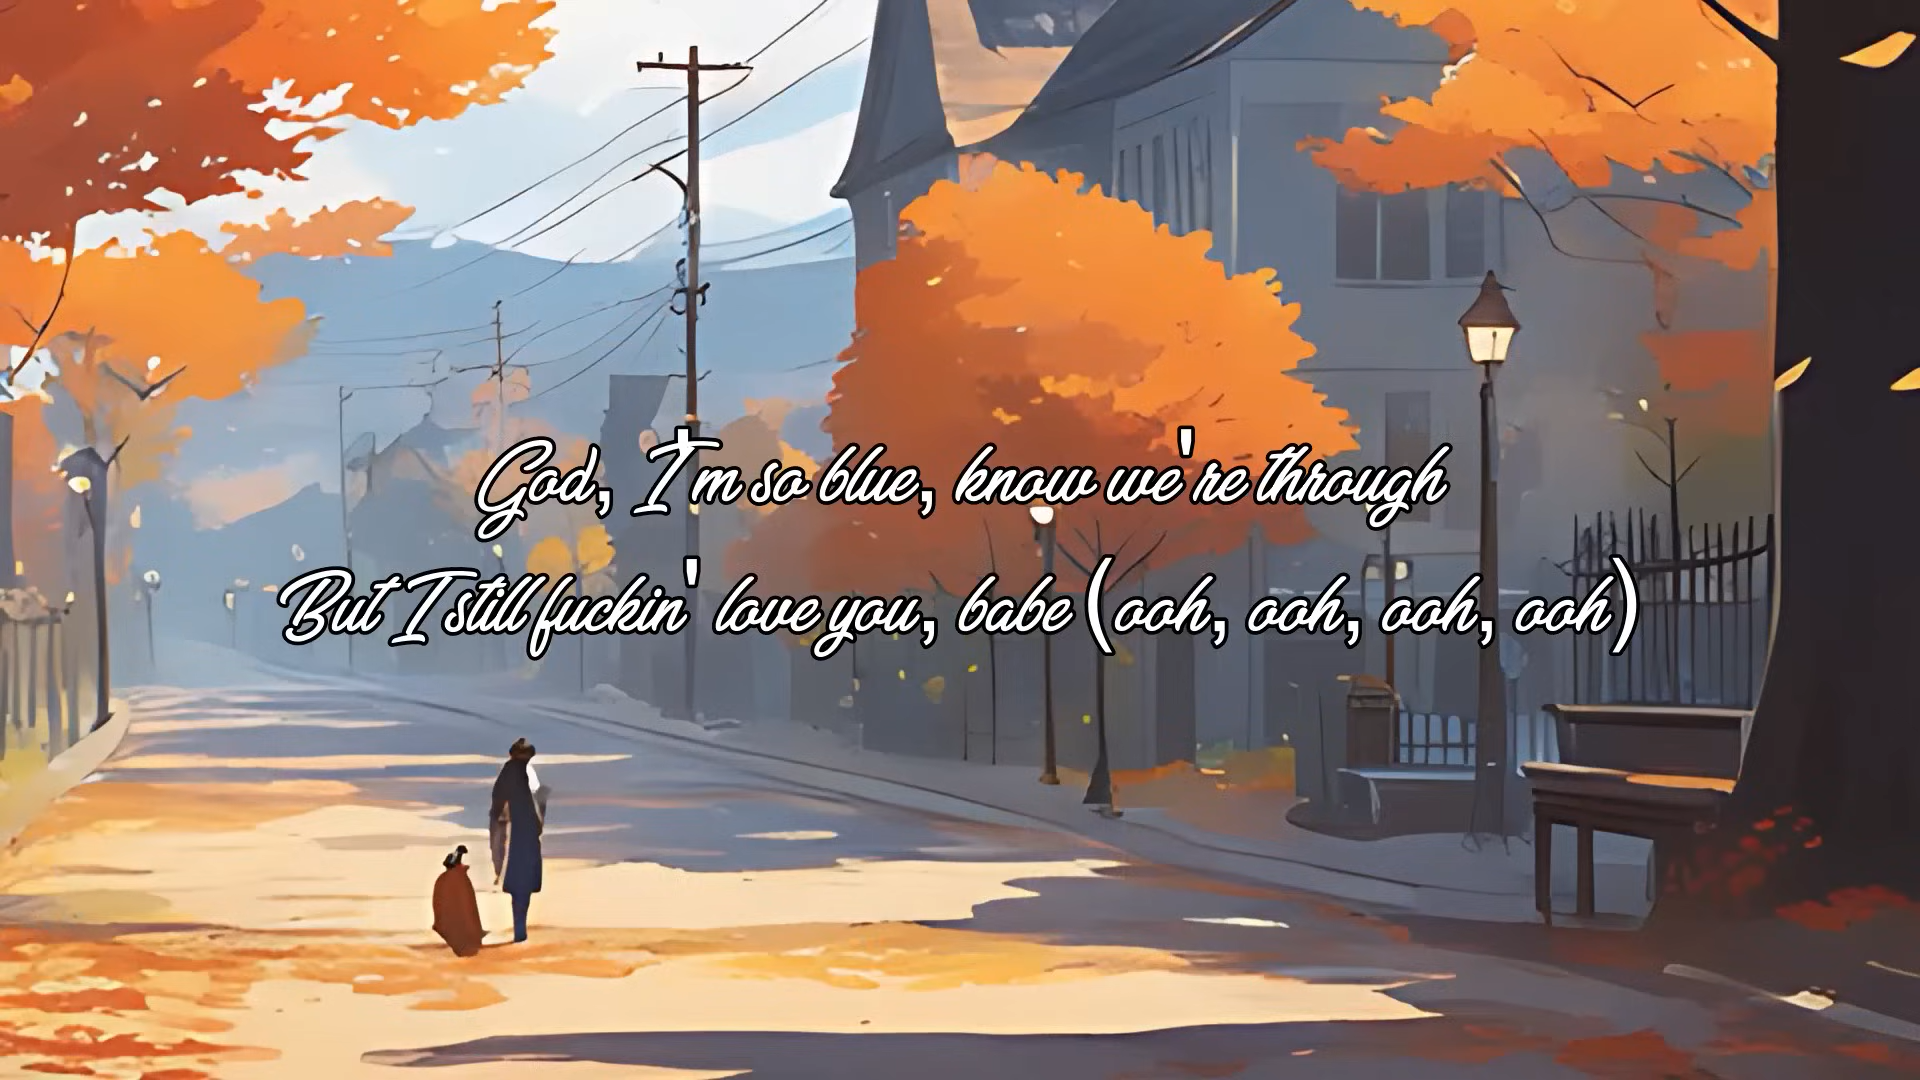 God, I'm so blue, know we're through
But I still fuckin' love you, babe (ooh, ooh, ooh, ooh)